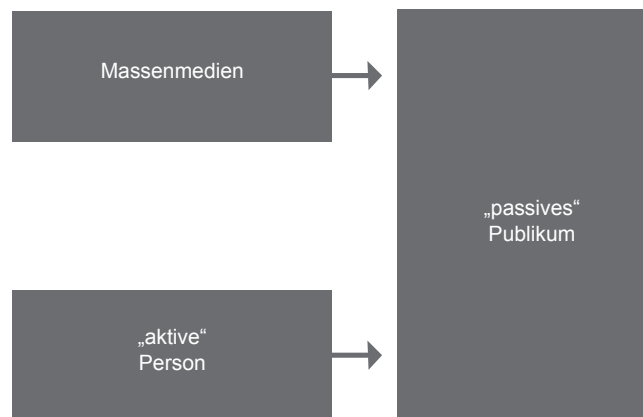 Massenmedien
„passives“
Publikum
„aktive“
Person